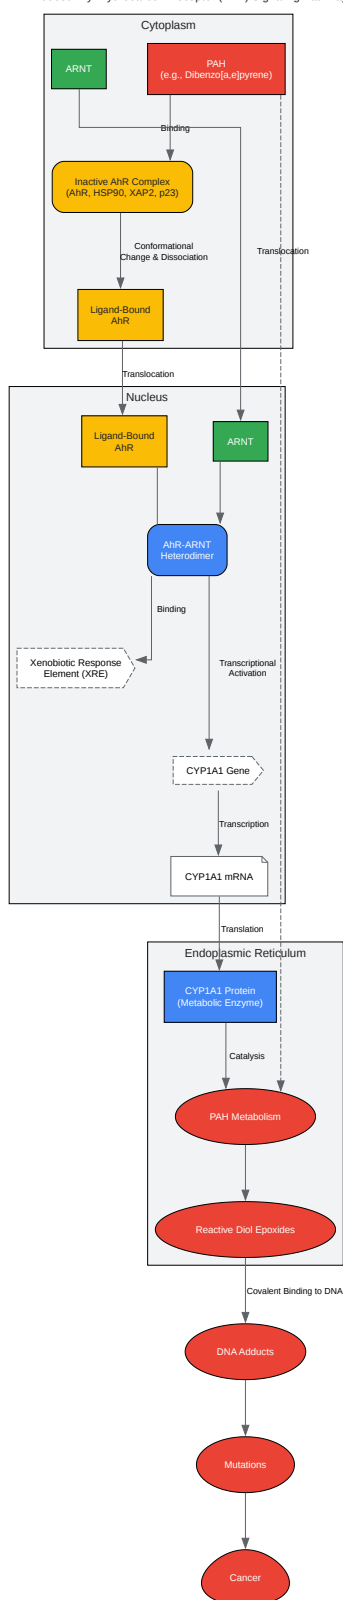 Cytoplasm
ARNT
PAH
(e.g., Dibenzo[a,e]pyrene)
Binding
Inactive AhR Complex
(AhR, HSP90, XAP2, p23)
Conformational
Change & Dissociation
Translocation
Ligand-Bound
AhR
Translocation
Nucleus
Ligand-Bound
AhR
ARNT
AhR-ARNT
Heterodimer
Binding
Xenobiotic Response
Element (XRE)
Transcriptional
Activation
CYP1A1 Gene
Transcription
CYP1A1 mRNA
Translation
Endoplasmic Reticulum
CYP1A1 Protein
(Metabolic Enzyme)
Catalysis
PAH Metabolism
Reactive Diol Epoxides
Covalent Binding to DNA
DNA Adducts
Mutations
Cancer